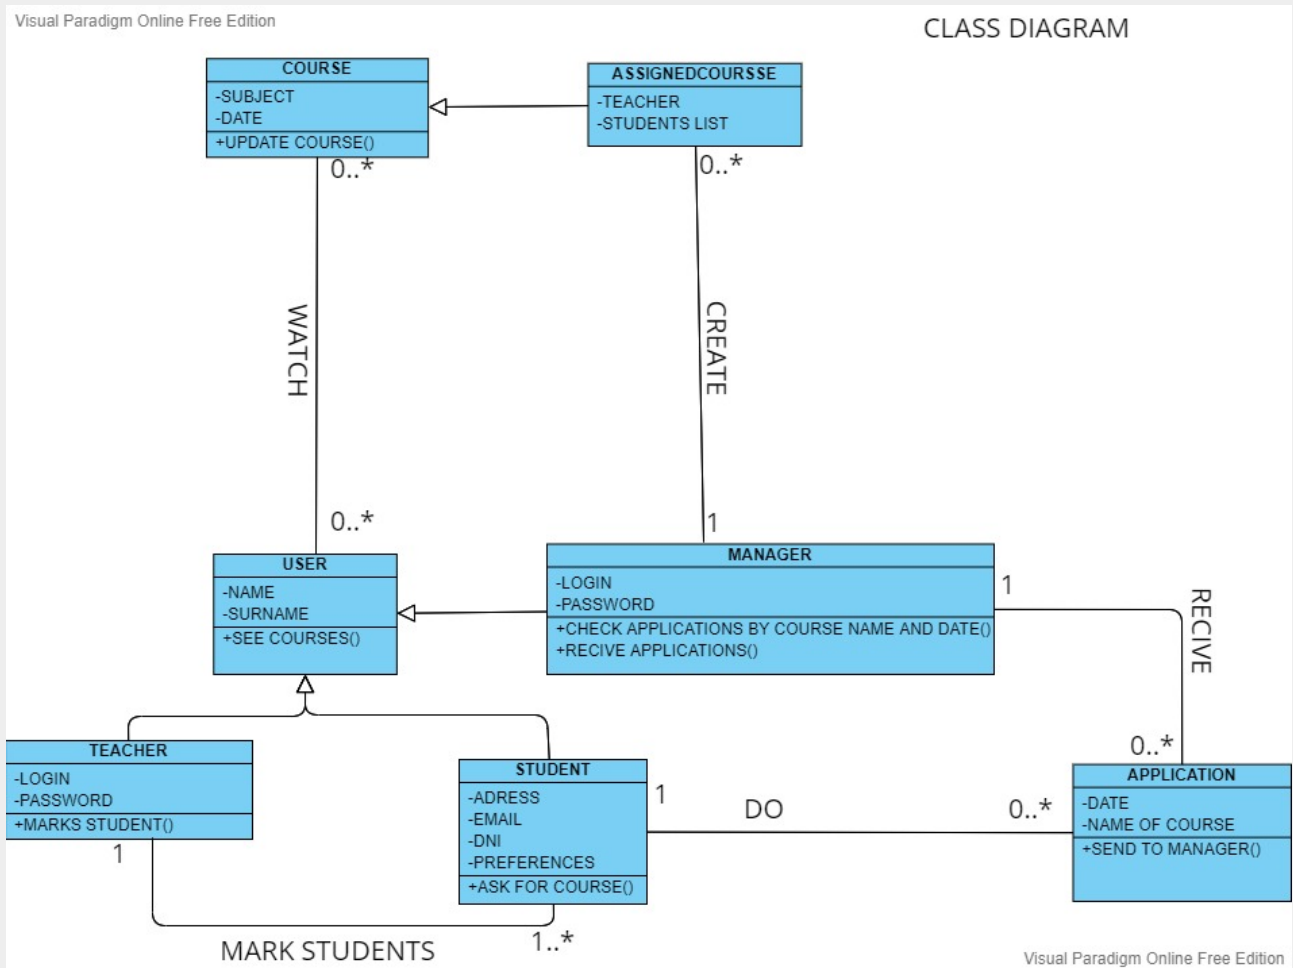 Visual Paradigm Online Free Edition
CLASS DIAGRAM
COURSE
-SUBJECT
-DATE
+UPDATE COURSE()
0..*
ASSIGNEDCOURSSE
-TEACHER
-STUDENTS LIST
0..*
WATCH
CREATE
0..*
1
USER
-NAME
-SURNAME
+SEE COURSES()
MANAGER
-LOGIN
-PASSWORD
+CHECK APPLICATIONS BY COURSE NAME AND DATE()
+RECIVE APPLICATIONS()
1
RECIVE
0..*
TEACHER
-LOGIN
-PASSWORD
+MARKS STUDENT()
1
STUDENT
-ADRESS
-EMAIL
-DNI
-PREFERENCES
+ASK FOR COURSE()
1
DO
0..*
APPLICATION
-DATE
-NAME OF COURSE
+SEND TO MANAGER()
MARK STUDENTS
1..*
Visual Paradigm Online Free Edition